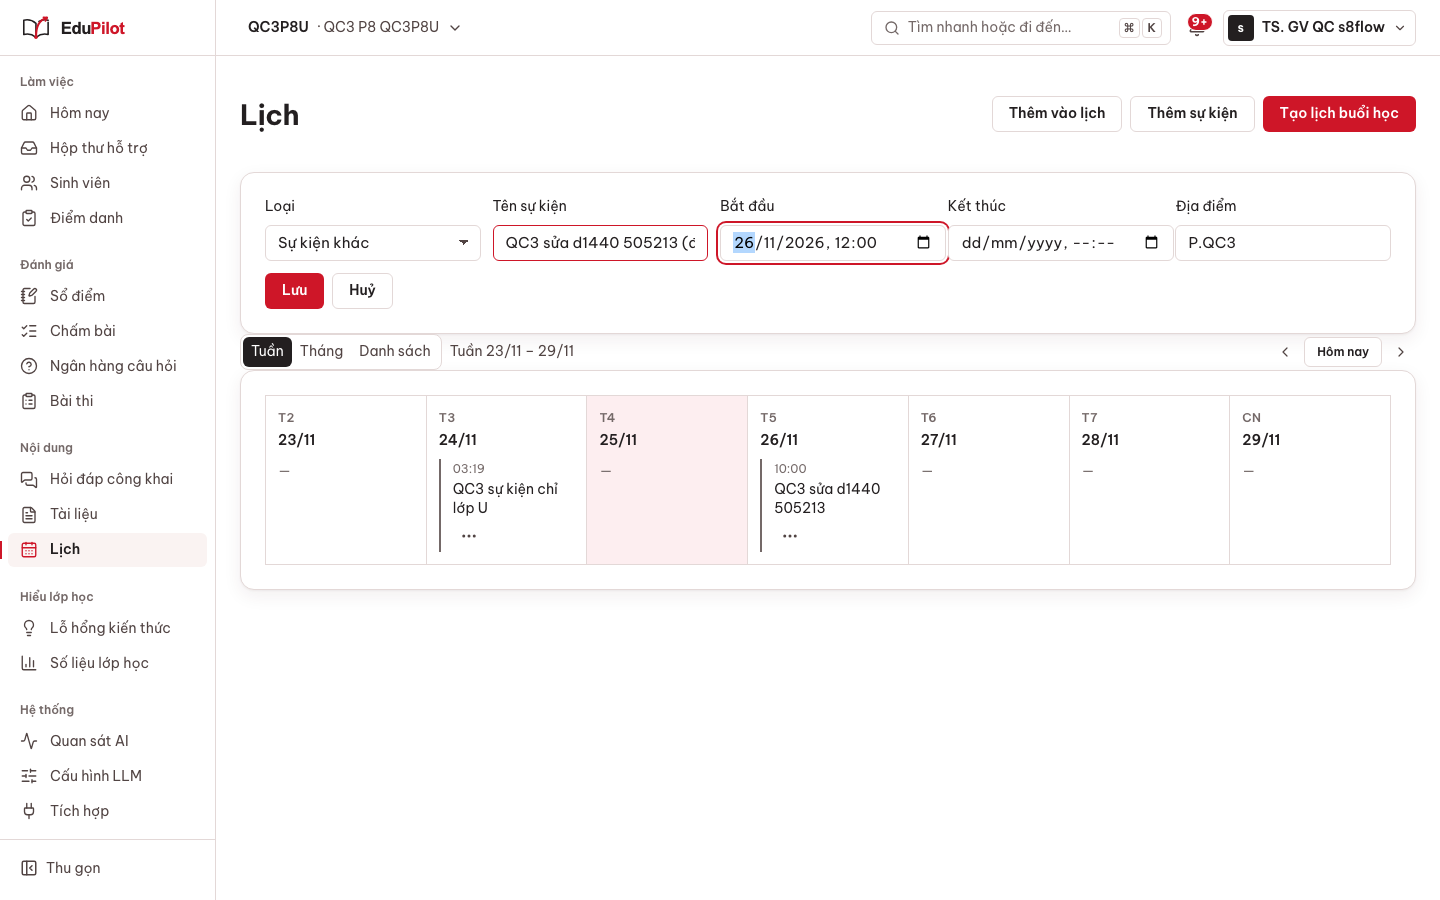 EduPilot
QC3P8U · QC3 P8 QC3P8U
Tìm nhanh hoặc đi đến... ⌘ K
9+
s TS. GV QC s8flow
Làm việc
Hôm nay
Hộp thư hỗ trợ
Sinh viên
Điểm danh
Đánh giá
Sổ điểm
Chấm bài
Ngân hàng câu hỏi
Bài thi
Nội dung
Hỏi đáp công khai
Tài liệu
Lịch
Hiểu lớp học
Lỗ hổng kiến thức
Số liệu lớp học
Hệ thống
Quan sát AI
Cấu hình LLM
Tích hợp
Thu gọn
Lịch
Thêm vào lịch
Thêm sự kiện
Tạo lịch buổi học
Loại
Sự kiện khác
Tên sự kiện
QC3 sửa d1440 505213 (
Bắt đầu
26/11/2026, 12:00
Kết thúc
dd/mm/yyyy, --:--
Địa điểm
P.QC3
Lưu
Huỷ
Tuần Tháng Danh sách Tuần 23/11 – 29/11
Hôm nay
T2
23/11
—
T3
24/11
03:19
QC3 sự kiện chỉ
lớp U
...
T4
25/11
—
T5
26/11
10:00
QC3 sửa d1440
505213
...
T6
27/11
—
T7
28/11
—
CN
29/11
—